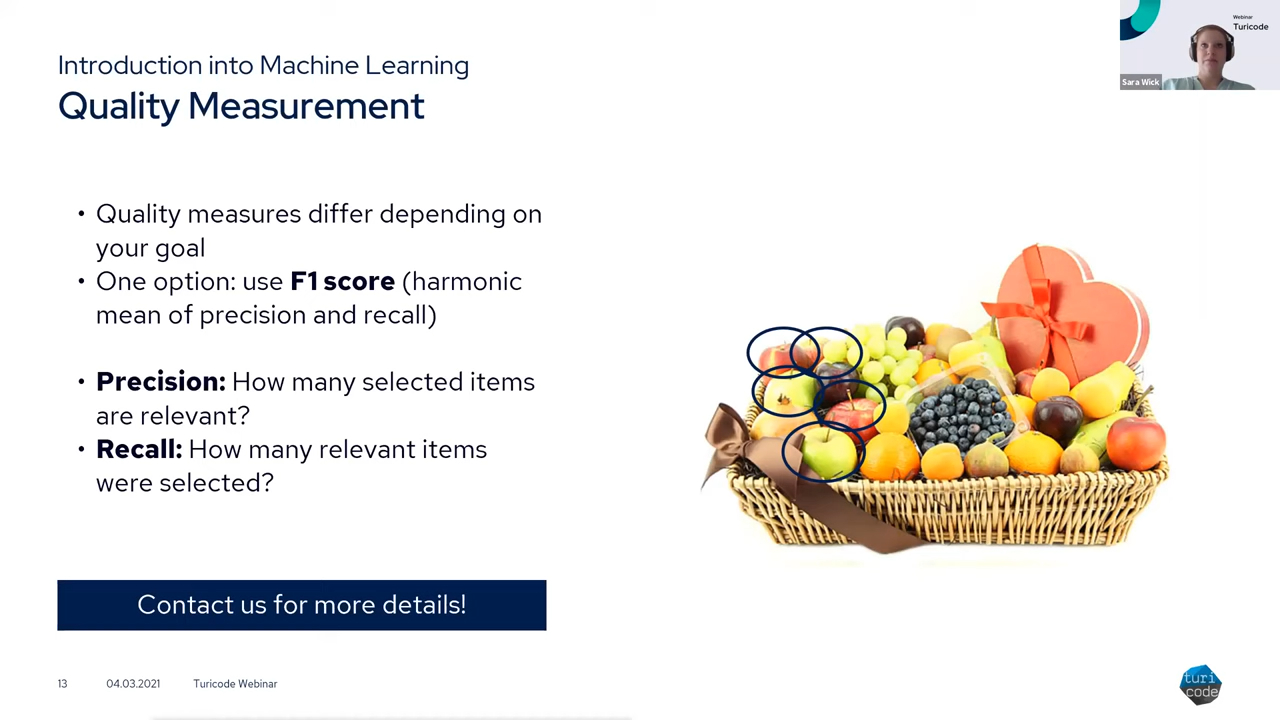 Introduction into Machine Learning
Quality Measurement
Webinar
Turicode
Sara Wick
• Quality measures differ depending on
your goal
• One option: use F1 score (harmonic
mean of precision and recall)
• Precision: How many selected items
are relevant?
• Recall: How many relevant items
were selected?
Contact us for more details!
13 04.03.2021 Turicode Webinar
turi
code